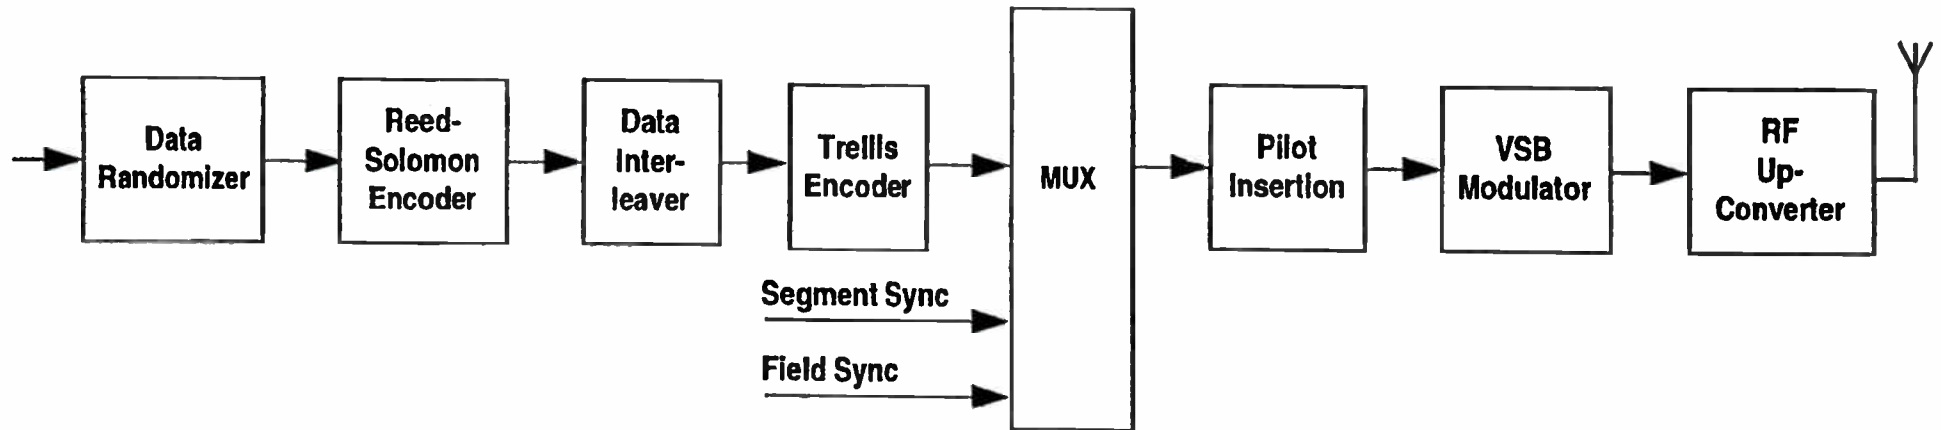 Data
Randomizer
Reed-
Solomon
Encoder
Data
Inter-
leaver
Trellis
Encoder
Segment Sync
Field Sync
MUX
Pilot
Insertion
VSB
Modulator
RF
Up-
Converter